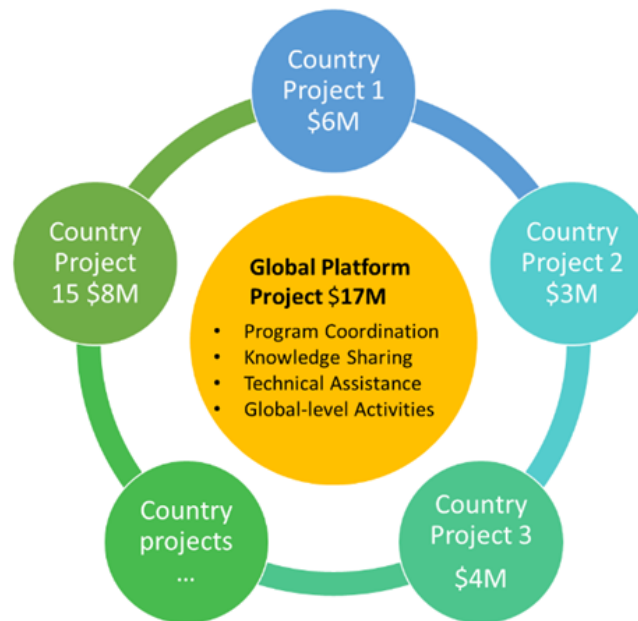 Country
Project 1
$6M
Country
Project 2
$3M
Country
Project 3
$4M
Country
projects
...
Country
Project
15 $8M
Global Platform
Project $17M
• Program Coordination
• Knowledge Sharing
• Technical Assistance
• Global-level Activities